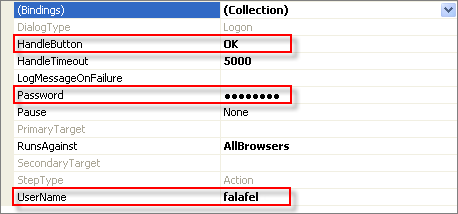 (Bindings) (Collection)
DialogType Logon
HandleButton OK
HandleTimeout 5000
LogMessageOnFailure
Password ●●●●●●●●
Pause None
PrimaryTarget
RunsAgainst AllBrowsers
SecondaryTarget
StepType Action
UserName falafel